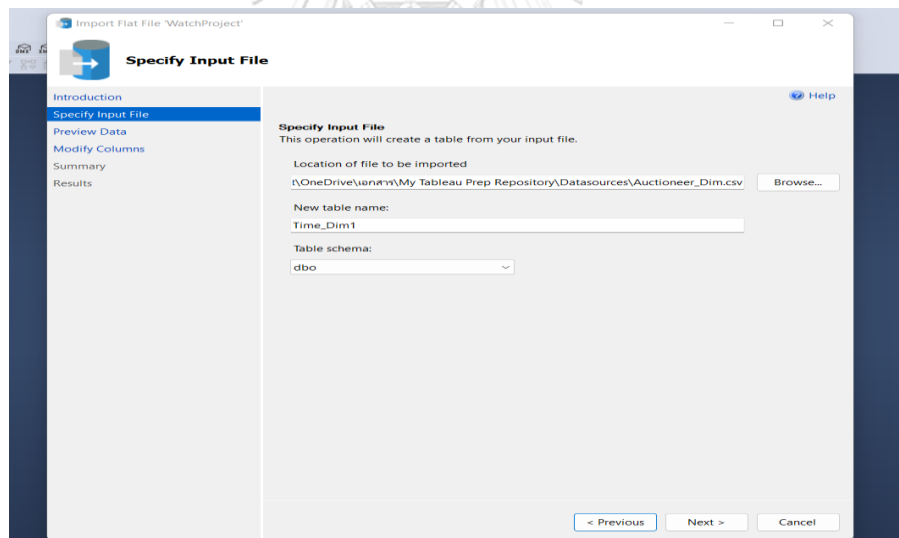 Import Flat File 'WatchProject'
Specify Input File
Introduction
Help
Specify Input File
Preview Data
Modify Columns
Summary
Results
Specify Input File
This operation will create a table from your input file.
Location of file to be imported
\OneDrive\เอกสาร\My Tableau Prep Repository\Datasources\Auctioneer_Dim.csv
Browse...
New table name:
Time_Dim1
Table schema:
dbo
< Previous
Next >
Cancel